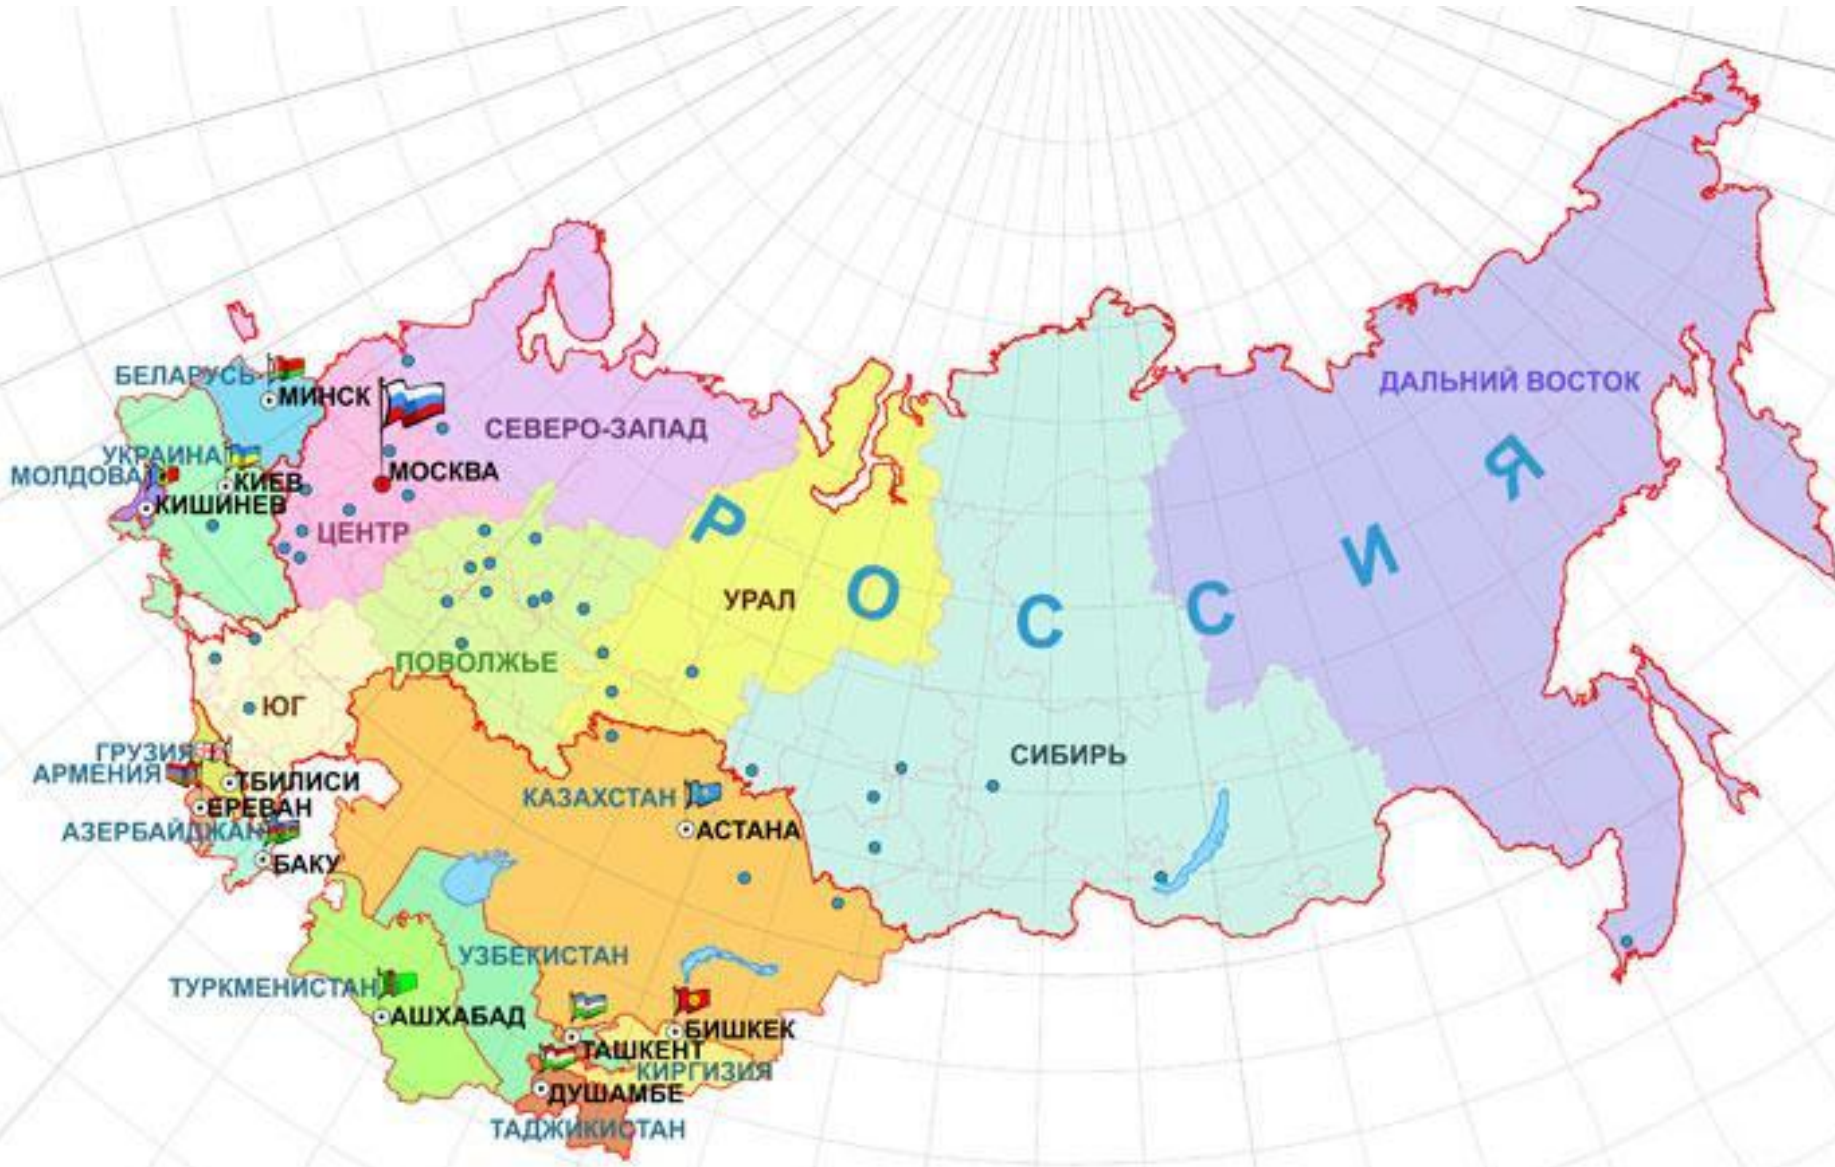 БЕЛАРУСЬ
МИНСК
УКРАИНА
МОЛДОВА
КИЕВ
КИШИНЕВ
МОСКВА
СЕВЕРО-ЗАПАД
ДАЛЬНИЙ ВОСТОК
ЦЕНТР
РОССИЯ
УРАЛ
ПОВОЛЖЬЕ
ЮГ
СИБИРЬ
ГРУЗИЯ
АРМЕНИЯ
ТБИЛИСИ
ЕРЕВАН
АЗЕРБАЙДЖАН
БАКУ
КАЗАХСТАН
АСТАНА
УЗБЕКИСТАН
ТУРКМЕНИСТАН
АШХАБАД
БИШКЕК
ТАШКЕНТ
КИРГИЗИЯ
ДУШАМБЕ
ТАДЖИКИСТАН